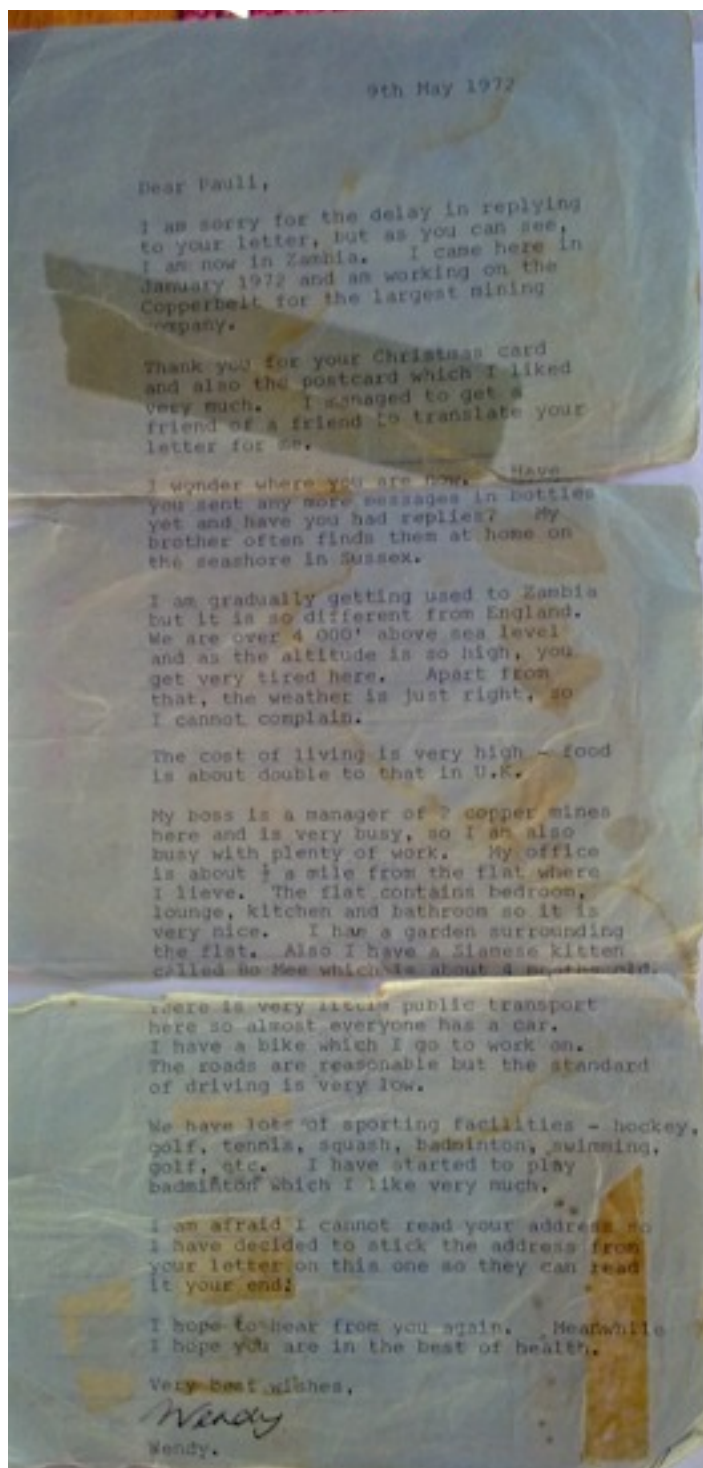 9th May 1972
Dear Pauli,
I am sorry for the delay in replying
to your letter, but as you can see,
I am now in Zambia. I came here in
January 1972 and am working on the
Copperbelt for the largest mining
company.
Thank you for your Christmas card
and also the postcard which I liked
very much. I managed to get a
friend of a friend to translate your
letter for me.
I wonder where you are now. Have
you sent any more messages in bottles
yet and have you had replies? My
brother often finds them at home on
the seashore in Sussex.
I am gradually getting used to Zambia
but it is so different from England.
We are over 4 000' above sea level
and as the altitude is so high, you
get very tired here. Apart from
that, the weather is just right, so
I cannot complain.
The cost of living is very high - food
is about double to that in U.K.
My boss is a manager of 2 copper mines
here and is very busy, so I am also
busy with plenty of work. My office
is about ½ a mile from the flat where
I lieve. The flat contains bedroom,
lounge, kitchen and bathroom so it is
very nice. I ham a garden surrounding
the flat. Also I have a Siamese kitten
called Bo Mee which is about 4 months old.
There is very little public transport
here so almost everyone has a car.
I have a bike which I go to work on.
The roads are reasonable but the standard
of driving is very low.
We have lots of sporting facilities - hockey,
golf, tennis, squash, badminton, swimming,
golf, etc. I have started to play
badminton which I like very much.
I am afraid I cannot read your address so
I have decided to stick the address from
your letter on this one so they can read
it your end!
I hope to hear from you again. Meanwhile
I hope you are in the best of health.
Very best wishes,
Wendy
Wendy.